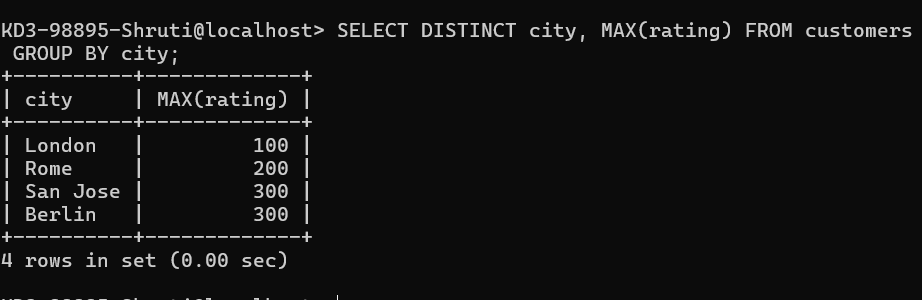 KD3-98895-Shruti@localhost> SELECT DISTINCT city, MAX(rating) FROM customers
 GROUP BY city;
+----------+-------------+
| city     | MAX(rating) |
+----------+-------------+
| London   |         100 |
| Rome     |         200 |
| San Jose |         300 |
| Berlin   |         300 |
+----------+-------------+
4 rows in set (0.00 sec)